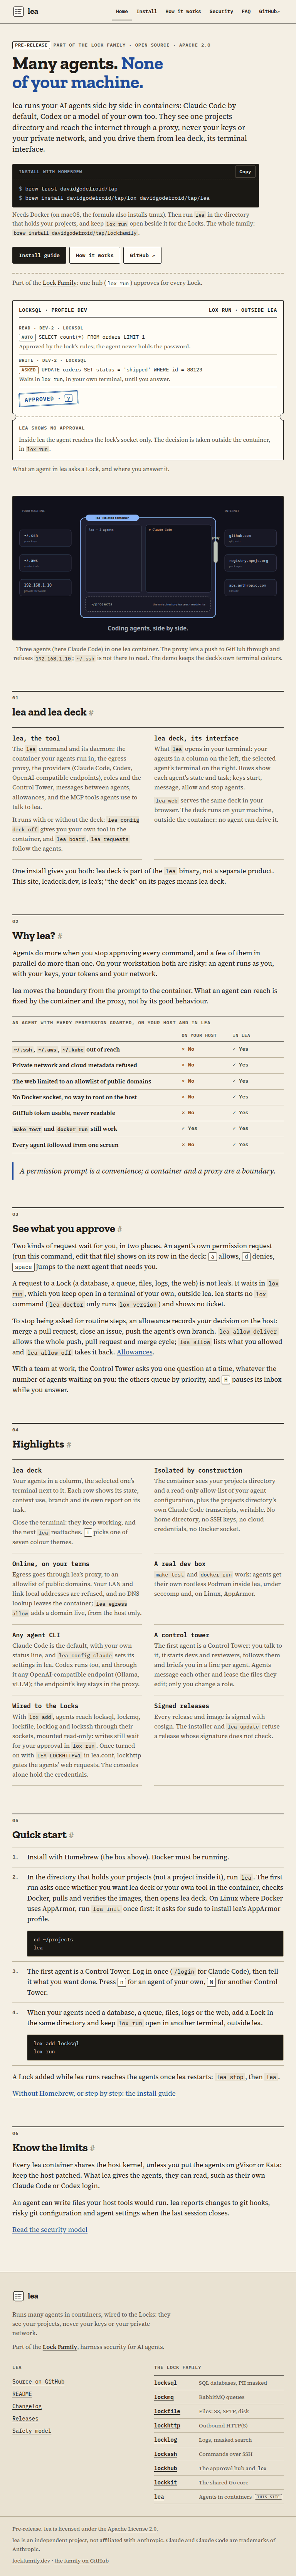 lea
Home Install How it works Security FAQ GitHub↗
PRE-RELEASE PART OF THE LOCK FAMILY · OPEN SOURCE · APACHE 2.0
Many agents. None
of your machine.
lea runs your AI agents side by side in containers: Claude Code by
default, Codex or a model of your own too. They see one projects
directory and reach the internet through a proxy, never your keys or
your private network, and you drive them from lea deck, its terminal
interface.
INSTALL WITH HOMEBREW Copy
$ brew trust davidgodefroid/tap
$ brew install davidgodefroid/tap/lox davidgodefroid/tap/lea
Needs Docker (on macOS, the formula also installs tmux). Then run lea in the directory
that holds your projects, and keep lox run open beside it for the Locks. The whole family:
brew install davidgodefroid/tap/lockfamily.
Install guide How it works GitHub ↗
Part of the Lock Family: one hub (lox run) approves for every Lock.
LOCKSQL · PROFILE DEV LOX RUN · OUTSIDE LEA
READ · DEV-2 · LOCKSQL
AUTO SELECT count(*) FROM orders LIMIT 1
Approved by the lock's rules; the agent never holds the password.
WRITE · DEV-2 · LOCKSQL
ASKED UPDATE orders SET status = 'shipped' WHERE id = 88123
Waits in lox run, in your own terminal, until you answer.
APPROVED · y
LEA SHOWS NO APPROVAL
Inside lea the agent reaches the lock's socket only. The decision is taken outside the container,
in lox run.
What an agent in lea asks a Lock, and where you answer it.
~/.ssh
~/.aws
192.168.1.10
lea · 3 agents
Claude Code
~/projects
github.com
registry.npmjs.org
api.anthropic.com
Coding agents, side by side.
Three agents (here Claude Code) in one lea container. The proxy lets a push to GitHub through and
refuses 192.168.1.10; ~/.ssh is not there to read. The demo keeps the deck's own terminal colours.
01
lea and lea deck #
lea, the tool
The lea command and its daemon: the
container your agents run in, the egress
proxy, the providers (Claude Code, Codex,
OpenAI-compatible endpoints), roles and the
Control Tower, messages between agents,
allowances, and the MCP tools agents use to
talk to lea.
It runs with or without the deck: lea config
deck off gives you your own tool in the
container, and lea board, lea requests
follow the agents.
lea deck, its interface
What lea opens in your terminal: your
agents in a column on the left, the selected
agent's terminal on the right. Rows show
each agent's state and task; keys start,
message, allow and stop agents.
lea web serves the same deck in your
browser. The deck runs on your machine,
outside the container: no agent can drive it.
One install gives you both: lea deck is part of the lea binary, not a separate product.
This site, leadeck.dev, is lea's; “the deck” on its pages means lea deck.
02
Why lea? #
Agents do more when you stop approving every command, and a few of them in
parallel do more than one. On your workstation both are risky: an agent runs as you,
with your keys, your tokens and your network.
lea moves the boundary from the prompt to the container. What an agent can reach is
fixed by the container and the proxy, not by its good behaviour.
AN AGENT WITH EVERY PERMISSION GRANTED, ON YOUR HOST AND IN LEA
ON YOUR HOST IN LEA
~/.ssh, ~/.aws, ~/.kube out of reach × No ✓ Yes
Private network and cloud metadata refused × No ✓ Yes
The web limited to an allowlist of public domains × No ✓ Yes
No Docker socket, no way to root on the host × No ✓ Yes
GitHub token usable, never readable × No ✓ Yes
make test and docker run still work ✓ Yes ✓ Yes
Every agent followed from one screen × No ✓ Yes
A permission prompt is a convenience; a container and a proxy are a boundary.
03
See what you approve #
Two kinds of request wait for you, in two places. An agent's own permission request
(run this command, edit that file) shows on its row in the deck: a allows, d denies,
space jumps to the next agent that needs you.
A request to a Lock (a database, a queue, files, logs, the web) is not lea's. It waits in lox
run, which you keep open in a terminal of your own, outside lea. lea starts no lox
command (lea doctor only runs lox version) and shows no ticket.
To stop being asked for routine steps, an allowance records your decision on the host:
merge a pull request, close an issue, push the agent's own branch. lea allow deliver
allows the whole push, pull request and merge cycle; lea allow lists what you allowed
and lea allow off takes it back. Allowances.
With a team at work, the Control Tower asks you one question at a time, whatever the
number of agents waiting on you: the others queue by priority, and H pauses its inbox
while you answer.
04
Highlights #
lea deck
Your agents in a column, the selected one's
terminal next to it. Each row shows its state,
context use, branch and its own report on its
task.
Close the terminal: they keep working, and
the next lea reattaches. T picks one of
seven colour themes.
Isolated by construction
The container sees your projects directory
and a read-only allow-list of your agent
configuration, plus the projects directory's
own Claude Code transcripts, writable. No
home directory, no SSH keys, no cloud
credentials, no Docker socket.
Online, on your terms
Egress goes through lea's proxy, to an
allowlist of public domains. Your LAN and
link-local addresses are refused, and no DNS
lookup leaves the container; lea egress
allow adds a domain live, from the host only.
A real dev box
make test and docker run work: agents get
their own rootless Podman inside lea, under
seccomp and, on Linux, AppArmor.
Any agent CLI
Claude Code is the default, with your own
status line, and lea config claude sets its
settings in lea. Codex runs too, and through
it any OpenAI-compatible endpoint (Ollama,
vLLM); the endpoint's key stays in the proxy.
A control tower
The first agent is a Control Tower: you talk to
it, it starts devs and reviewers, follows them
and briefs you in a line per agent. Agents
message each other and lease the files they
edit; only you change a role.
Wired to the Locks
With lox add, agents reach locksql, lockmq,
lockfile, locklog and lockssh through their
sockets, mounted read-only: writes still wait
for your approval in lox run. Once turned
on with LEA_LOCKHTTP=1 in lea.conf, lockhttp
gates the agents' web requests. The consoles
alone hold the credentials.
Signed releases
Every release and image is signed with
cosign. The installer and lea update refuse
a release whose signature does not check.
05
Quick start #
1. Install with Homebrew (the box above). Docker must be running.
2. In the directory that holds your projects (not a project inside it), run lea. The first
run asks once whether you want lea deck or your own tool in the container, checks
Docker, pulls and verifies the images, then opens lea deck. On Linux where Docker
uses AppArmor, run lea init once first: it asks for sudo to install lea's AppArmor
profile.
cd ~/projects
lea
3. The first agent is a Control Tower. Log in once (/login for Claude Code), then tell
it what you want done. Press n for an agent of your own, N for another Control
Tower.
4. When your agents need a database, a queue, files, logs or the web, add a Lock in
the same directory and keep lox run open in another terminal, outside lea.
lox add locksql
lox run
A Lock added while lea runs reaches the agents once lea restarts: lea stop, then lea.
Without Homebrew, or step by step: the install guide
06
Know the limits #
Every lea container shares the host kernel, unless you put the agents on gVisor or Kata:
keep the host patched. What lea gives the agents, they can read, such as their own
Claude Code or Codex login.
An agent can write files your host tools would run. lea reports changes to git hooks,
risky git configuration and agent settings when the last session closes.
Read the security model
lea
Runs many agents in containers, wired to the Locks; they
see your projects, never your keys or your private
network.
Part of the Lock Family, harness security for AI agents.
LEA
Source on GitHub
README
Changelog
Releases
Safety model
THE LOCK FAMILY
locksql SQL databases, PII masked
lockmq RabbitMQ queues
lockfile Files: S3, SFTP, disk
lockhttp Outbound HTTP(S)
locklog Logs, masked search
lockssh Commands over SSH
lockhub The approval hub and lox
lockkit The shared Go core
lea Agents in containers THIS SITE
Pre-release. lea is licensed under the Apache License 2.0.
lea is an independent project, not affiliated with Anthropic. Claude and Claude Code are trademarks of
Anthropic.
lockfamily.dev · the family on GitHub